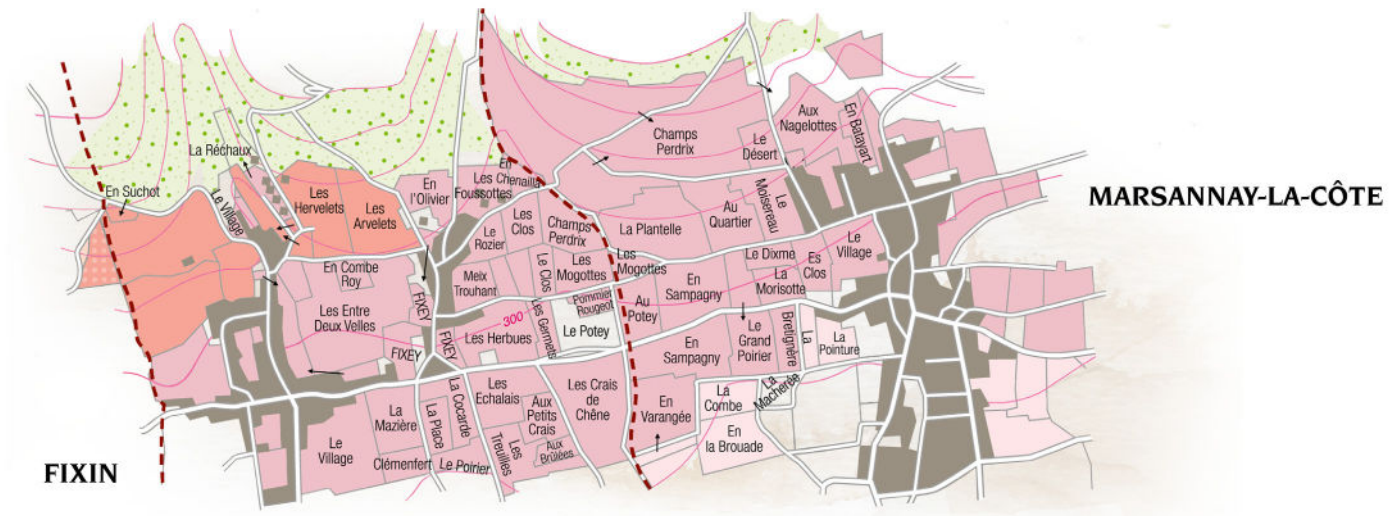 La Réchaux
En Suchot
Le Village
Les
Hervelets
Les
Arvelets
En
l'Olivier
En
Les Chenailla
Foussottes
Champs
Perdrix
Le
Désert
Aux
Nagelottes
En Batayart
MARSANNAY-LA-CÔTE
Le
Rozier
Les
Clos
Champs
Perdrix
La Plantelle
Au
Quartier
Le
Moisereau
En Combe
Roy
Meix
Trouhant
Le Clos
Les
Mogottes
Les
Mogottes
En
Sampagny
Le Dixme
La
Morisotte
Es
Clos
Le
Village
Les Entre
Deux Velles
FIXEY
FIXEY
FIXEY
300
Les Herbues
Les Germets
Pommier
Rougeot
Le Potey
Au
Potey
En
Sampagny
Le
Grand
Poirier
Bretignère
La
La
Pointure
La
Mazière
La Place
La Cocarde
Les
Echalais
Aux
Petits
Crais
Les Crais
de
Chêne
En
Varangée
La
Combe
La
Macherée
En
la Brouade
Le
Village
Clémenfert
Le Poirier
Les
Treuilles
Aux
Brûlées
FIXIN